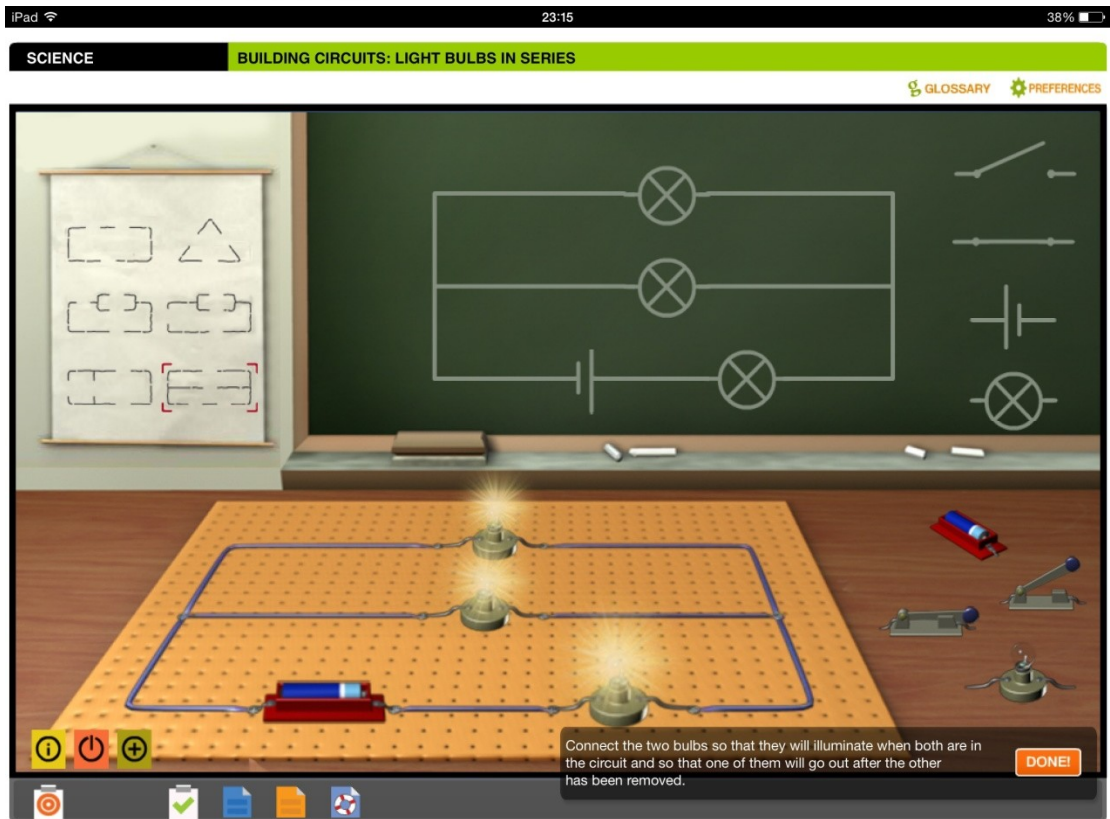 iPad 23:15 38%
SCIENCE BUILDING CIRCUITS: LIGHT BULBS IN SERIES
g GLOSSARY PREFERENCES
Connect the two bulbs so that they will illuminate when both are in
the circuit and so that one of them will go out after the other
has been removed.
DONE!